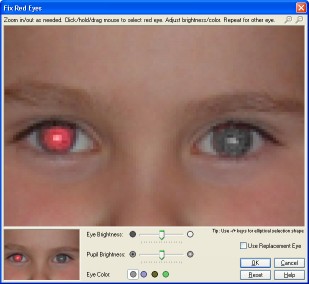 Fix Red Eyes
Zoom in/out as needed. Click/hold/drag mouse to select red eye. Adjust brightness/color. Repeat for other eye.
Eye Brightness:
Tip: Use -/+ keys for elliptical selection shape
Use Replacement Eye
Pupil Brightness:
OK Cancel
Eye Color:
Reset Help